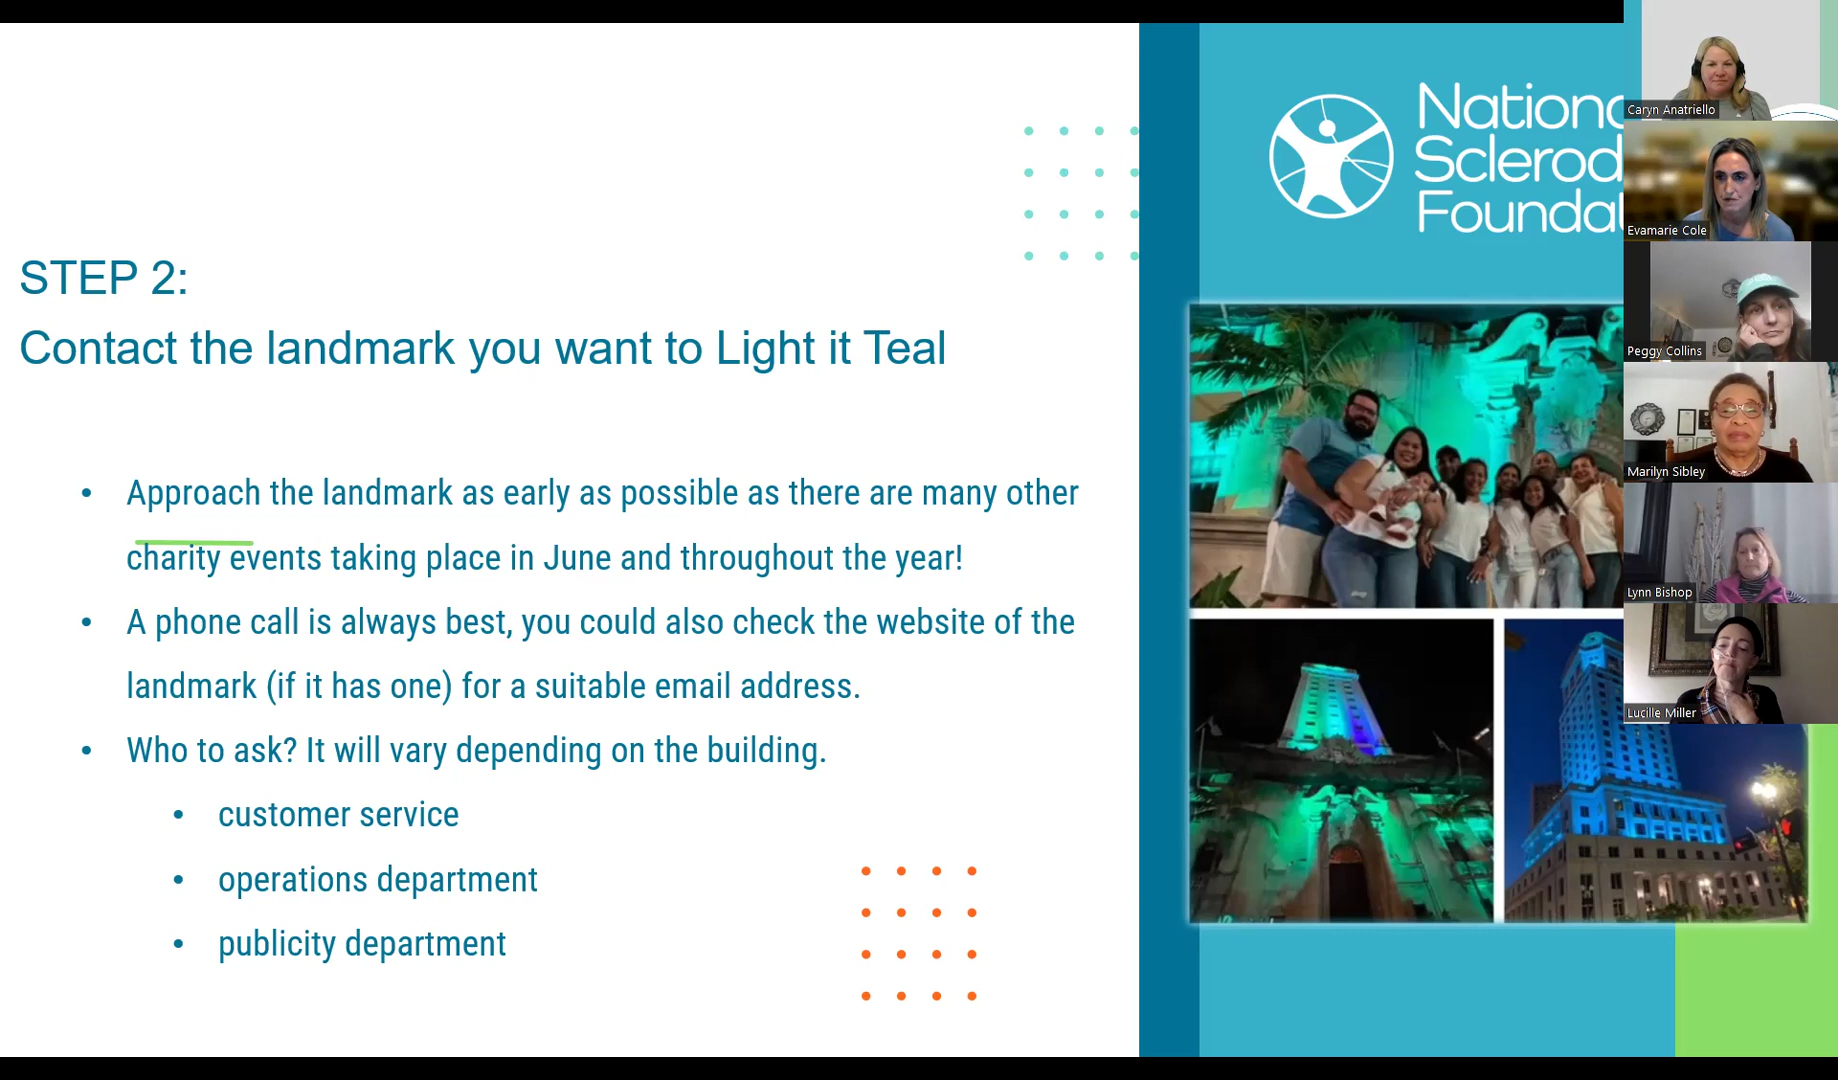 STEP 2:
Contact the landmark you want to Light it Teal
• Approach the landmark as early as possible as there are many other
charity events taking place in June and throughout the year!
• A phone call is always best, you could also check the website of the
landmark (if it has one) for a suitable email address.
• Who to ask? It will vary depending on the building.
• customer service
• operations department
• publicity department
Nationa
Sclerod
Foundat
Caryn Anatriello
Evamarie Cole
Peggy Collins
Marilyn Sibley
Lynn Bishop
Lucille Miller